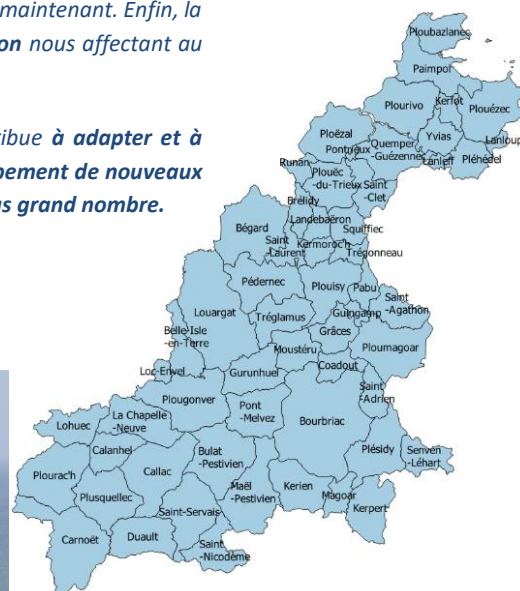 maintenant. Enfin, la
on nous affectant au
tribue à adapter et à
ppement de nouveaux
s grand nombre.
Ploubazlanec
Paimpol
Plourivo
Kerfot
Plouézec
Ploëzal
Yvias
Lanloup
Pontrieux
Quemper
-Guézennec
Lanleff
Pléhédel
Runan
Plouëc
-du-Trieux
Saint
-Clet
Brélidy
Landebaëron
Squiffiec
Bégard
Saint
-Laurent
Kermoroc'h
Trégonneau
Pédernec
Plouisy
Pabu
Saint
-Agathon
Louargat
Tréglamus
Guingamp
Belle-Isle
-en-Terre
Grâces
Ploumagoar
Moustéru
Coadout
Loc-Envel
Gurunhuel
Saint
-Adrien
Plougonver
Pont
-Melvez
Bourbriac
Lohuec
La Chapelle
-Neuve
Calanhel
Bulat
-Pestivien
Plésidy
Senven
-Léhart
Plourac'h
Callac
Plusquellec
Maël
-Pestivien
Kerien
Magoar
Kerpert
Saint-Servais
Carnoët
Duault
Saint
-Nicodème